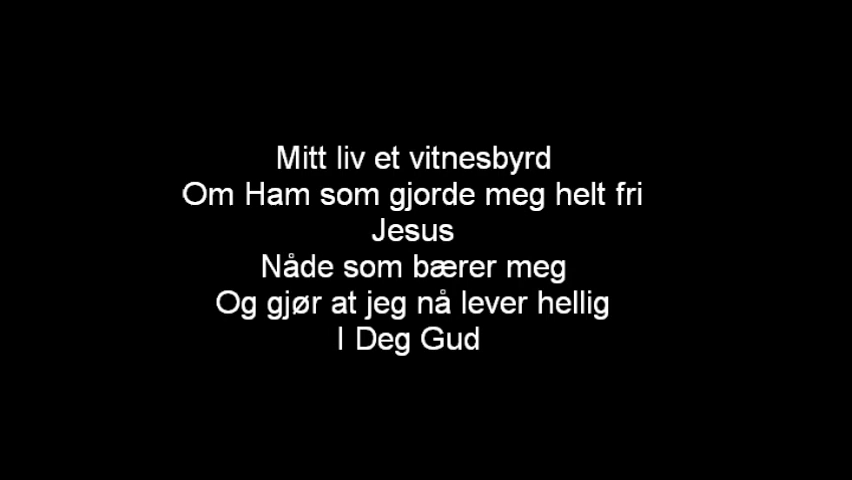 Mitt liv et vitnesbyrd
Om Ham som gjorde meg helt fri
Jesus
Nåde som bærer meg
Og gjør at jeg nå lever hellig
I Deg Gud